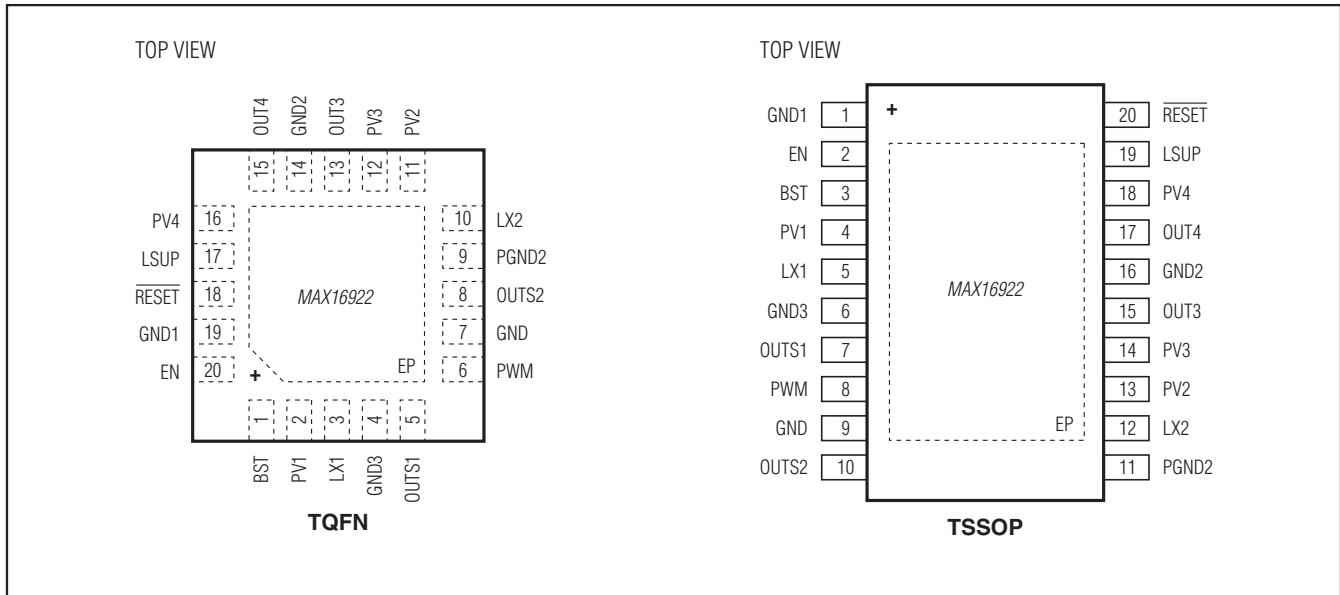 TOP VIEW
OUT4 GND2 OUT3 PV3 PV2
15 14 13 12 11
PV4 16 10 LX2
LSUP 17 9 PGND2
RESET 18 MAX16922 8 OUTS2
GND1 19 7 GND
EN 20 + EP 6 PWM
1 2 3 4 5
BST PV1 LX1 GND3 OUTS1
TQFN
TOP VIEW
GND1 1 + 20 RESET
EN 2 19 LSUP
BST 3 18 PV4
PV1 4 17 OUT4
LX1 5 16 GND2
MAX16922
GND3 6 15 OUT3
OUTS1 7 14 PV3
PWM 8 13 PV2
GND 9 EP 12 LX2
OUTS2 10 11 PGND2
TSSOP